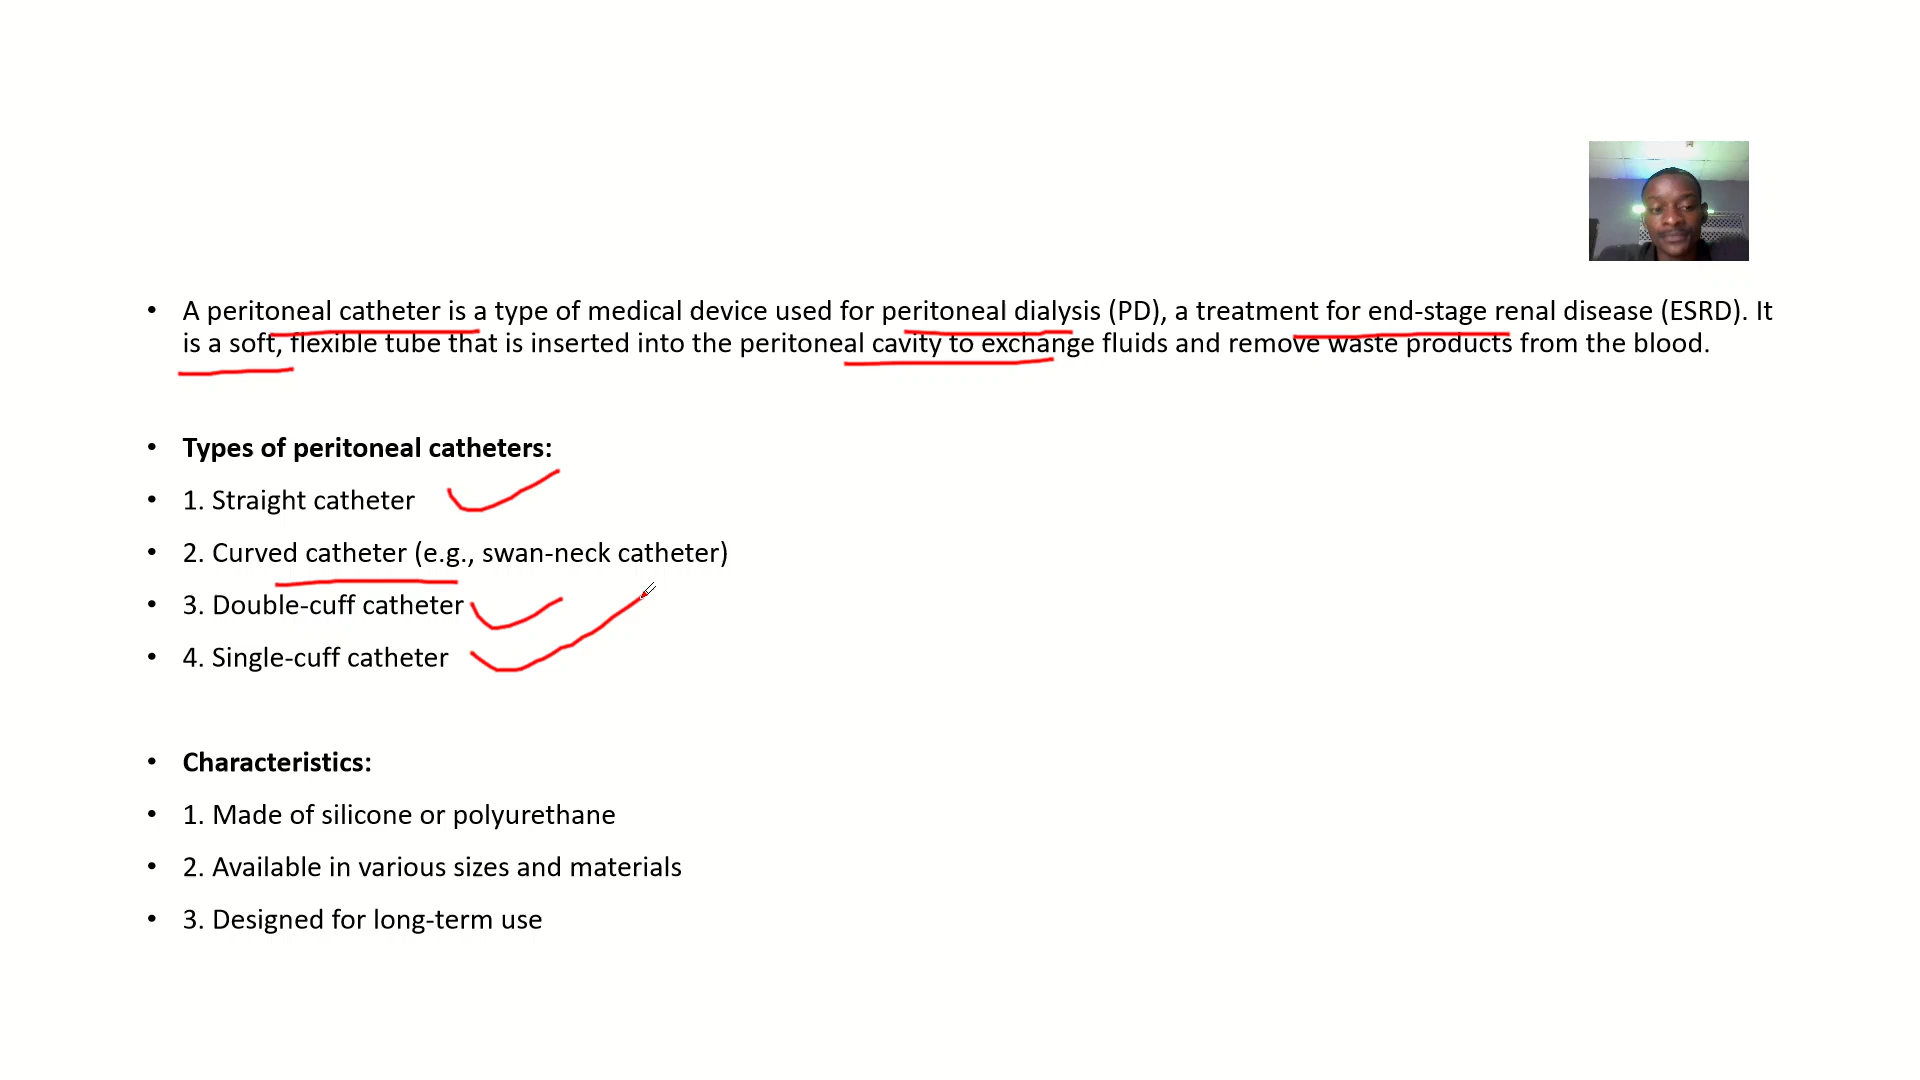 • A peritoneal catheter is a type of medical device used for peritoneal dialysis (PD), a treatment for end-stage renal disease (ESRD). It
is a soft, flexible tube that is inserted into the peritoneal cavity to exchange fluids and remove waste products from the blood.
• Types of peritoneal catheters:
• 1. Straight catheter
• 2. Curved catheter (e.g., swan-neck catheter)
• 3. Double-cuff catheter
• 4. Single-cuff catheter
• Characteristics:
• 1. Made of silicone or polyurethane
• 2. Available in various sizes and materials
• 3. Designed for long-term use